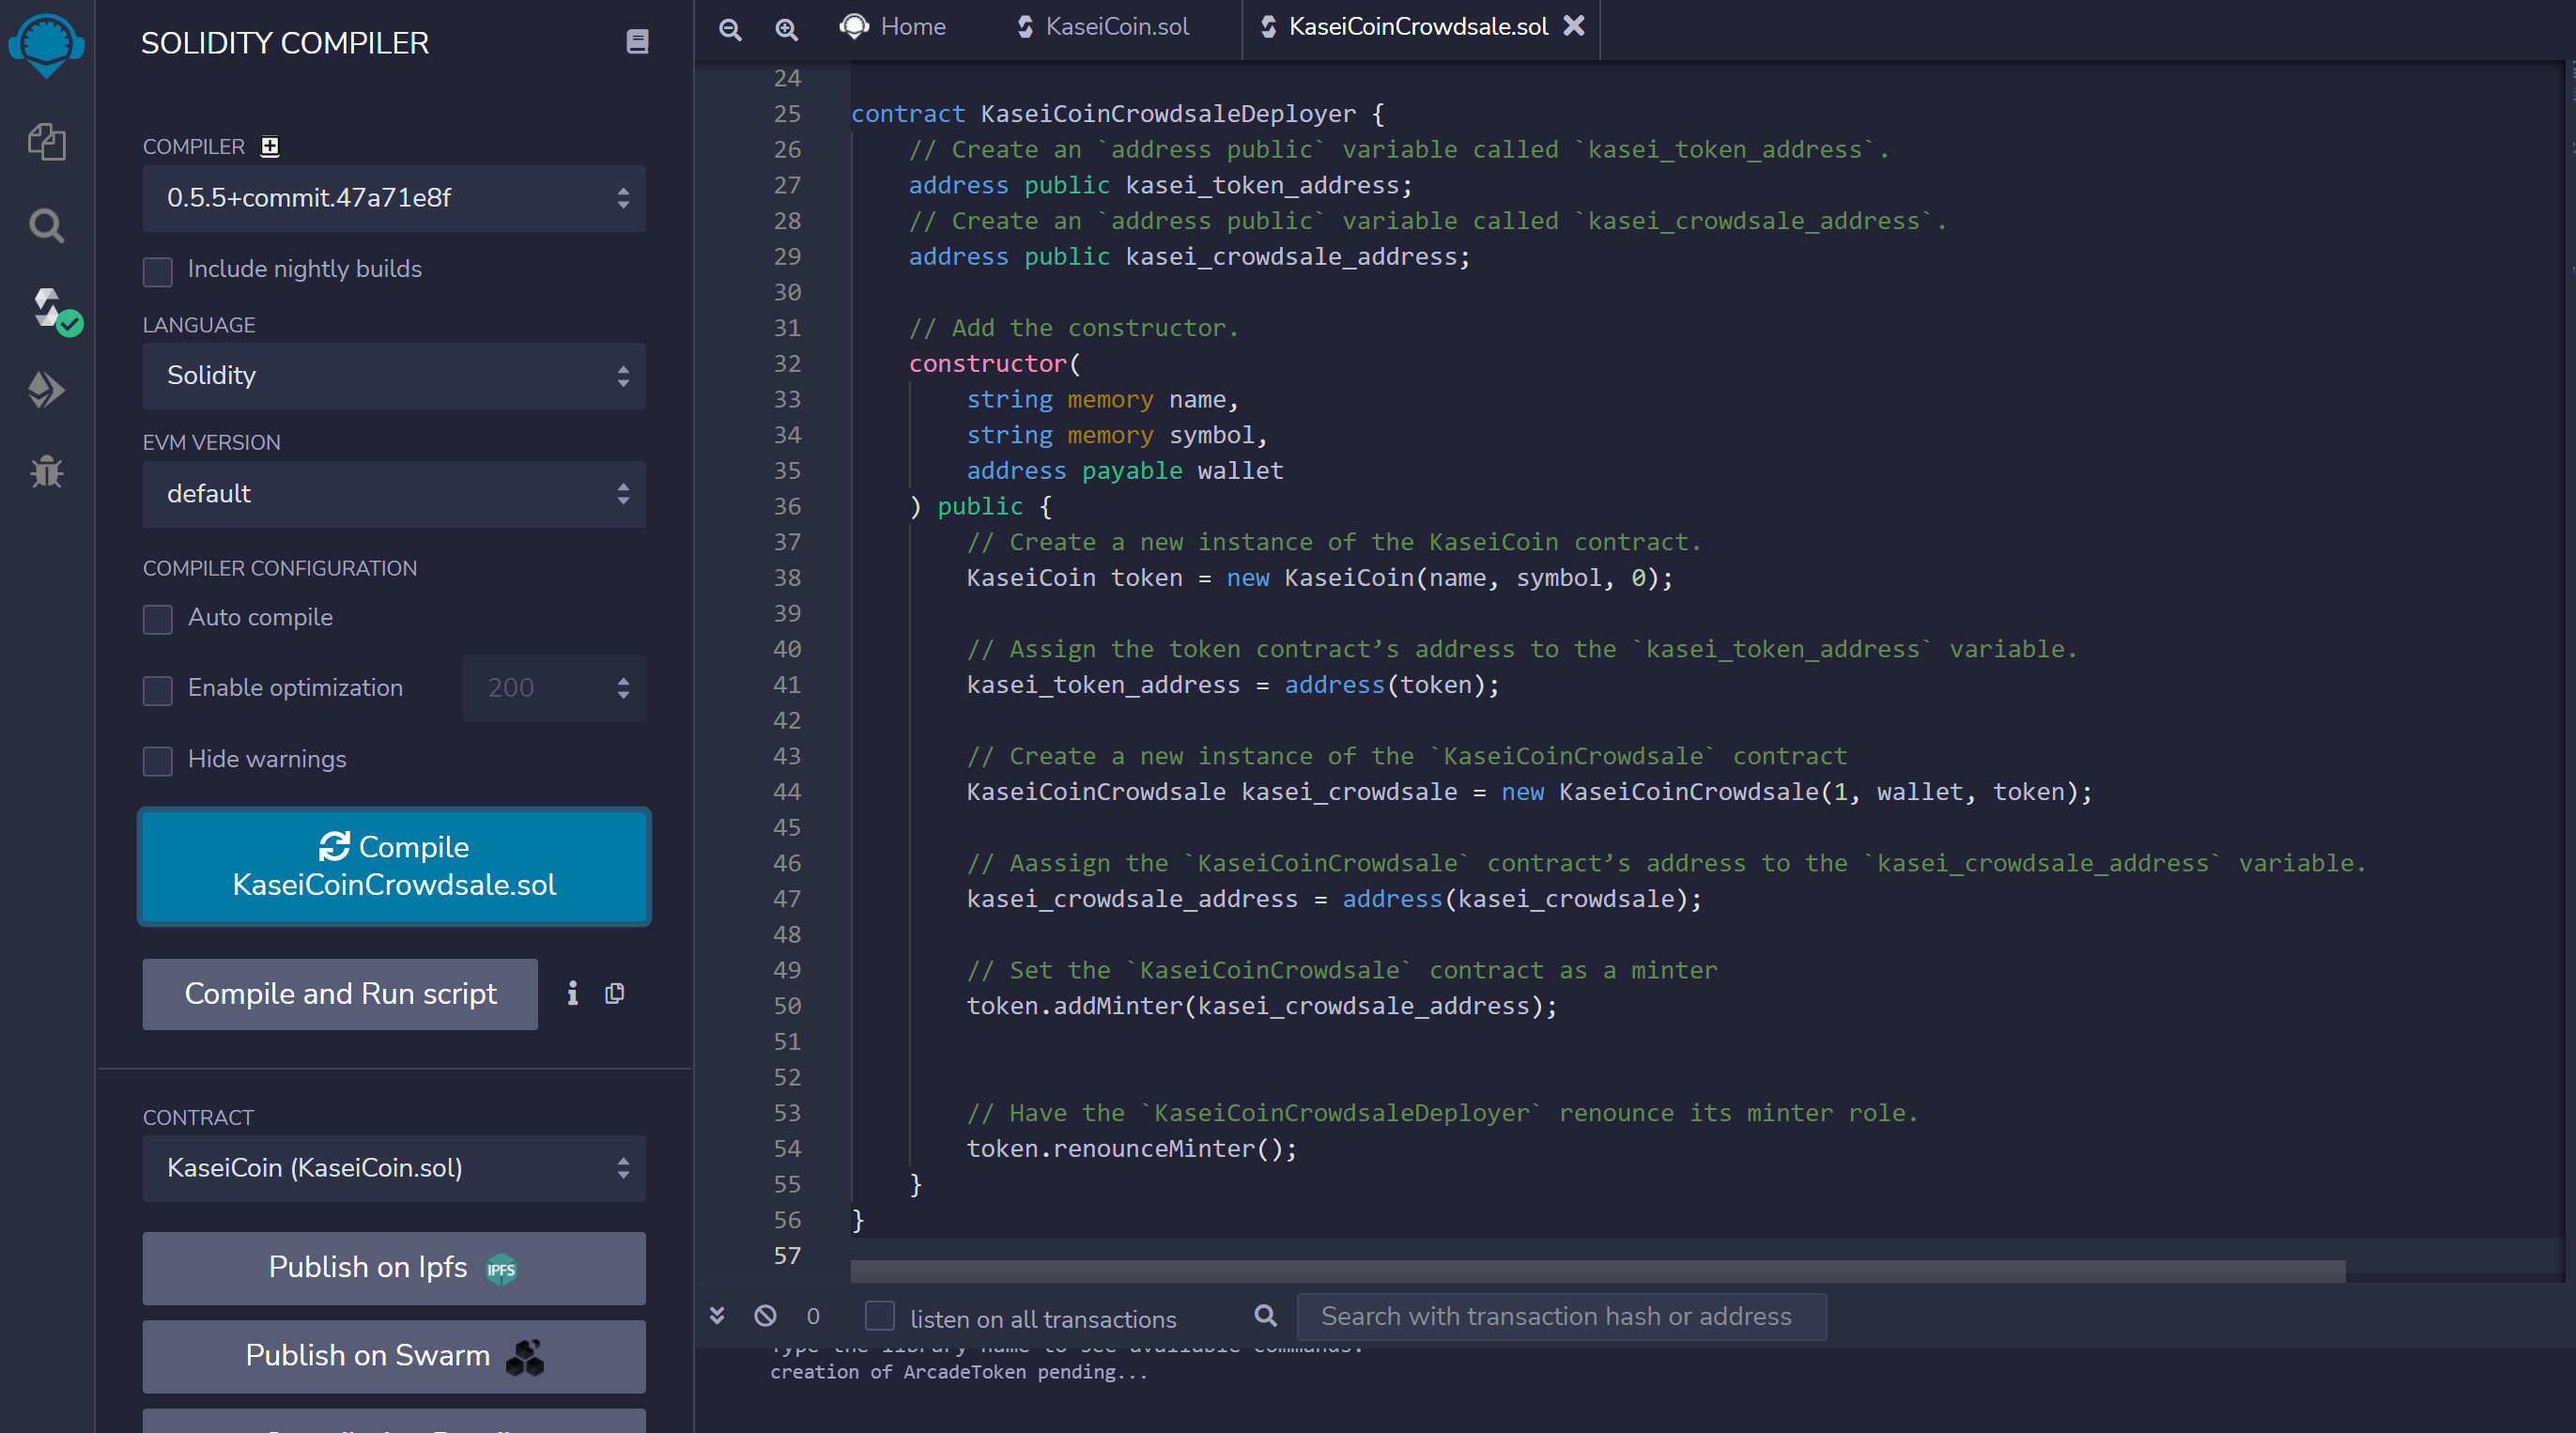 SOLIDITY COMPILER
COMPILER
0.5.5+commit.47a71e8f
Include nightly builds
LANGUAGE
Solidity
EVM VERSION
default
COMPILER CONFIGURATION
Auto compile
Enable optimization
200
Hide warnings
Compile
KaseiCoinCrowdsale.sol
Compile and Run script
CONTRACT
KaseiCoin (KaseiCoin.sol)
Publish on Ipfs
IPFS
Publish on Swarm
Home
KaseiCoin.sol
KaseiCoinCrowdsale.sol
24
25 contract KaseiCoinCrowdsaleDeployer {
26 // Create an `address public` variable called `kasei_token_address`.
27 address public kasei_token_address;
28 // Create an `address public` variable called `kasei_crowdsale_address`.
29 address public kasei_crowdsale_address;
30
31 // Add the constructor.
32 constructor(
33 string memory name,
34 string memory symbol,
35 address payable wallet
36 ) public {
37 // Create a new instance of the KaseiCoin contract.
38 KaseiCoin token = new KaseiCoin(name, symbol, 0);
39
40 // Assign the token contract’s address to the `kasei_token_address` variable.
41 kasei_token_address = address(token);
42
43 // Create a new instance of the `KaseiCoinCrowdsale` contract
44 KaseiCoinCrowdsale kasei_crowdsale = new KaseiCoinCrowdsale(1, wallet, token);
45
46 // Aassign the `KaseiCoinCrowdsale` contract’s address to the `kasei_crowdsale_address` variable.
47 kasei_crowdsale_address = address(kasei_crowdsale);
48
49 // Set the `KaseiCoinCrowdsale` contract as a minter
50 token.addMinter(kasei_crowdsale_address);
51
52
53 // Have the `KaseiCoinCrowdsaleDeployer` renounce its minter role.
54 token.renounceMinter();
55 }
56 }
57
0
listen on all transactions
Search with transaction hash or address
Type the library name to see available commands.
creation of ArcadeToken pending...